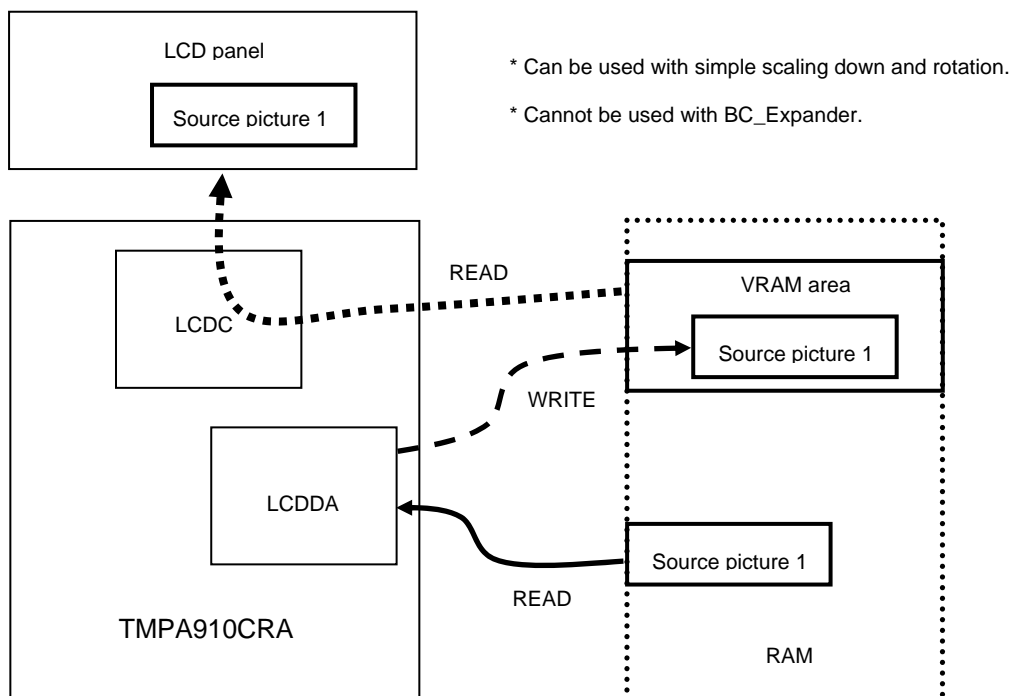 LCD panel
Source picture 1
* Can be used with simple scaling down and rotation.
* Cannot be used with BC_Expander.
LCDC
READ
VRAM area
Source picture 1
WRITE
LCDDA
READ
Source picture 1
TMPA910CRA
RAM